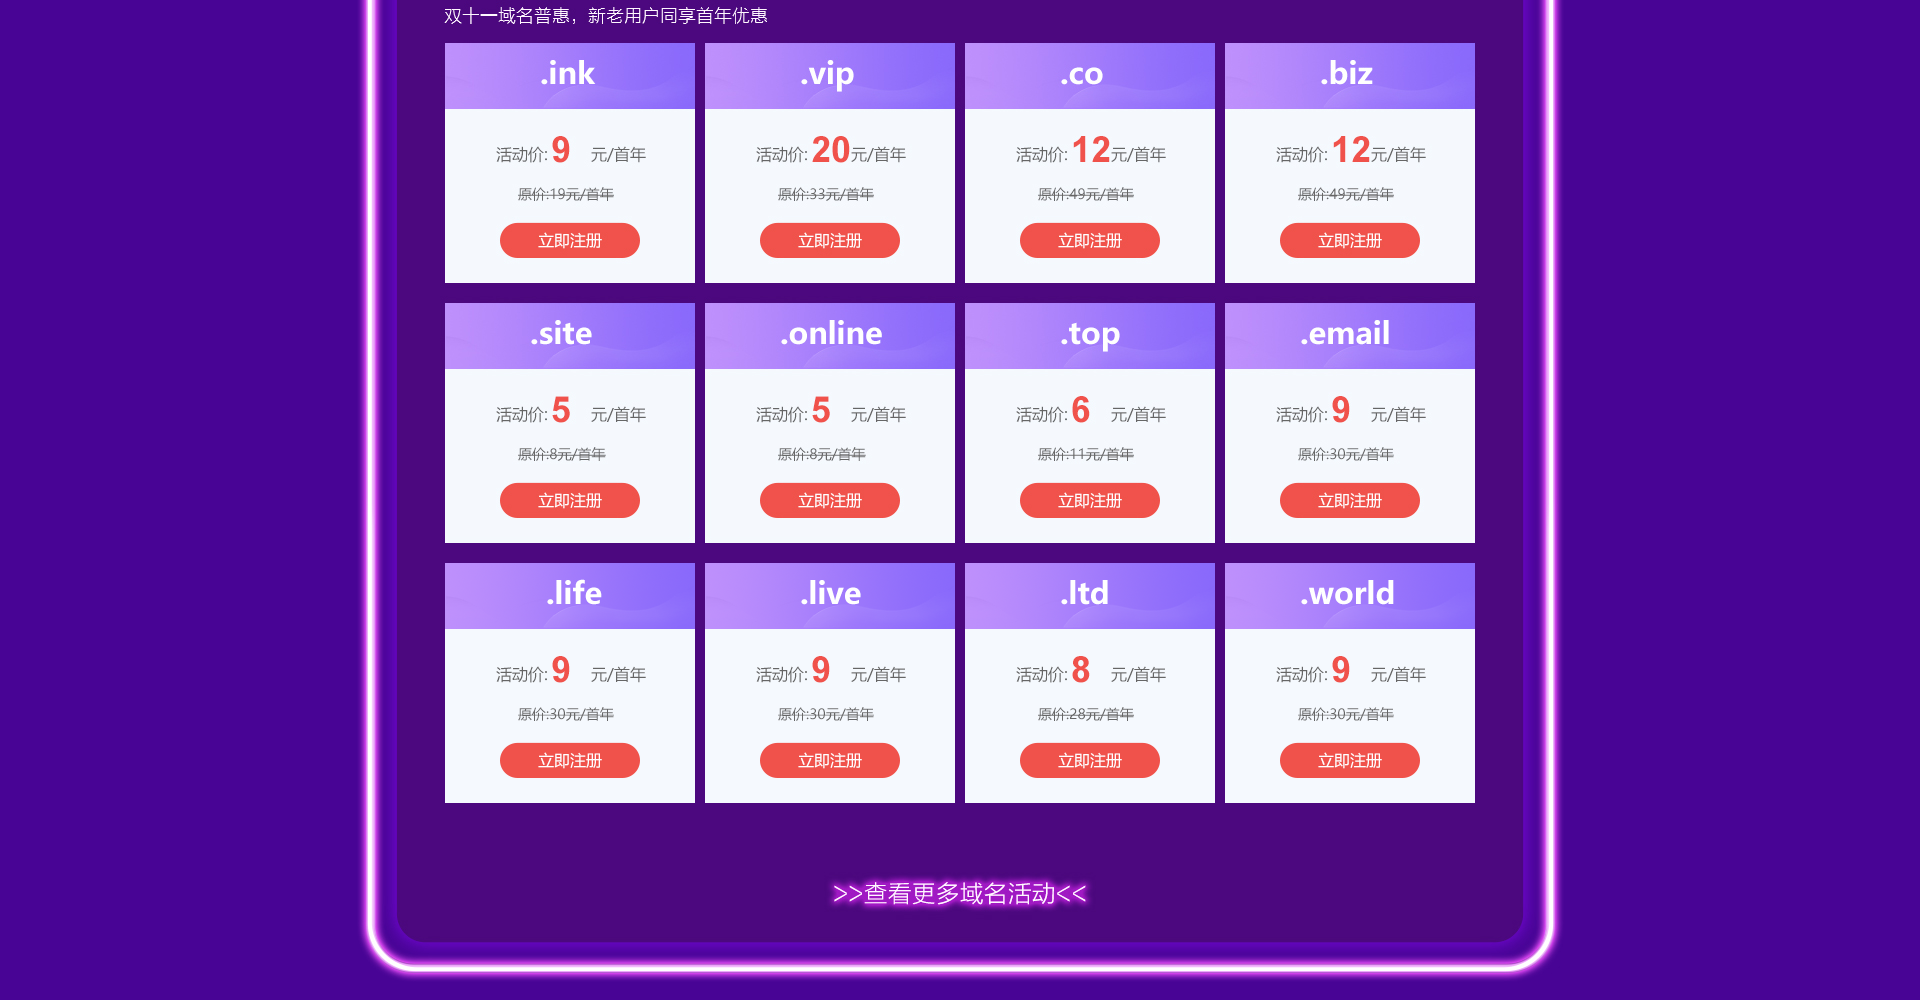 双十一域名普惠，新老用户同享首年优惠
.ink
活动价: 9 元/首年
原价:19元/首年
立即注册
.vip
活动价: 20元/首年
原价:33元/首年
立即注册
.co
活动价: 12元/首年
原价:49元/首年
立即注册
.biz
活动价: 12元/首年
原价:49元/首年
立即注册
.site
活动价: 5 元/首年
原价:8元/首年
立即注册
.online
活动价: 5 元/首年
原价:8元/首年
立即注册
.top
活动价: 6 元/首年
原价:11元/首年
立即注册
.email
活动价: 9 元/首年
原价:30元/首年
立即注册
.life
活动价: 9 元/首年
原价:30元/首年
立即注册
.live
活动价: 9 元/首年
原价:30元/首年
立即注册
.ltd
活动价: 8 元/首年
原价:28元/首年
立即注册
.world
活动价: 9 元/首年
原价:30元/首年
立即注册
>>查看更多域名活动<<